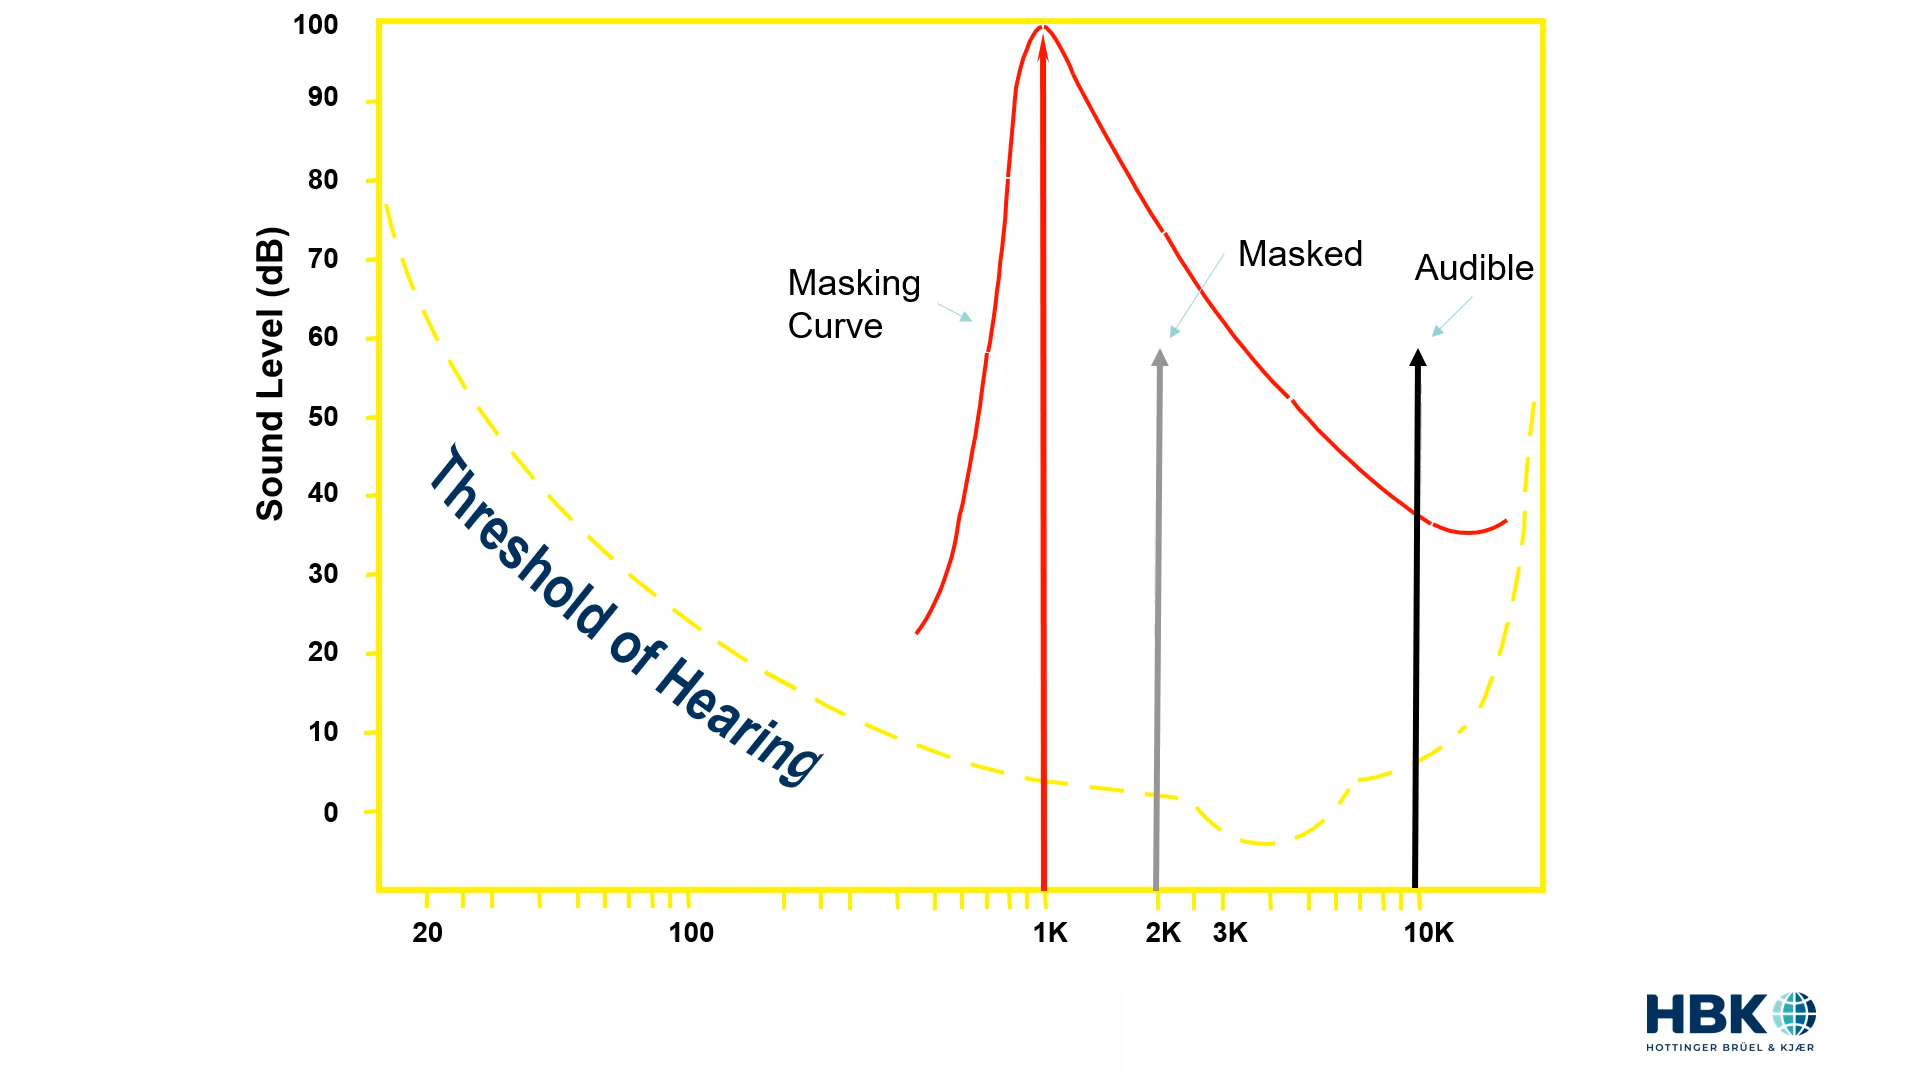 100
90
80
70
60
50
40
30
20
10
0
Sound Level (dB)
Masking
Curve
Masked
Audible
Threshold of Hearing
20 100 1K 2K 3K 10K
HBK
HOTTINGER BRÜEL & KJÆR